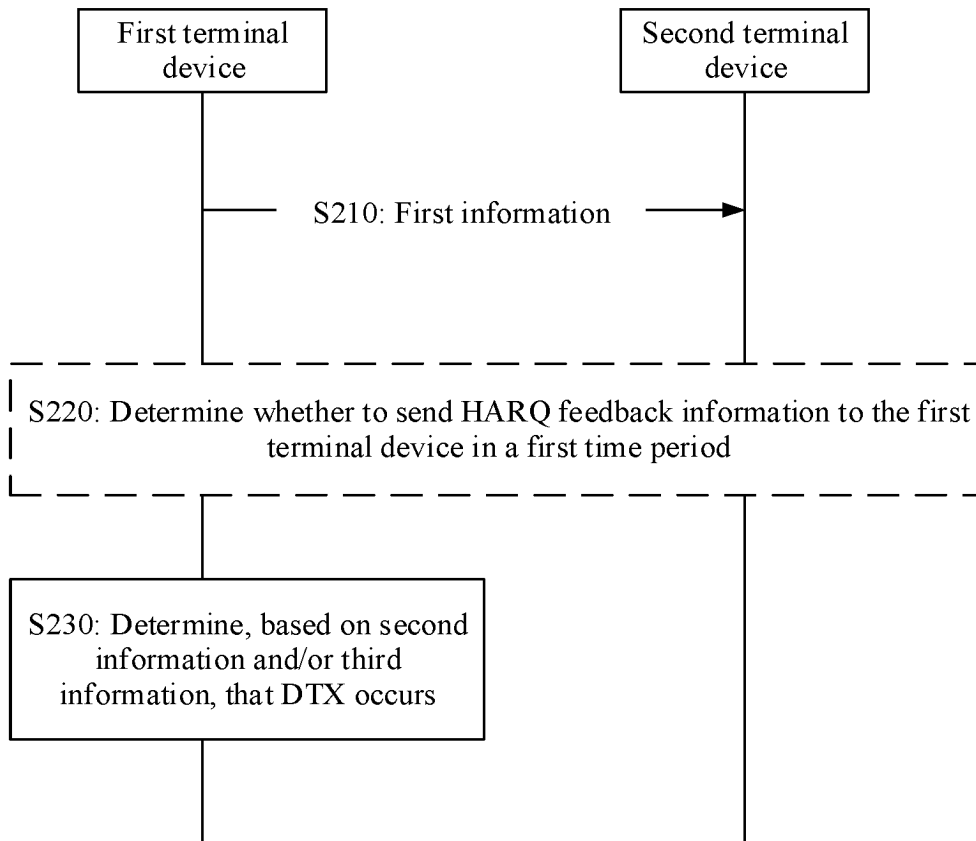 First terminal
device
Second terminal
device
S210: First information
S220: Determine whether to send HARQ feedback information to the first
terminal device in a first time period
S230: Determine, based on second
information and/or third
information, that DTX occurs